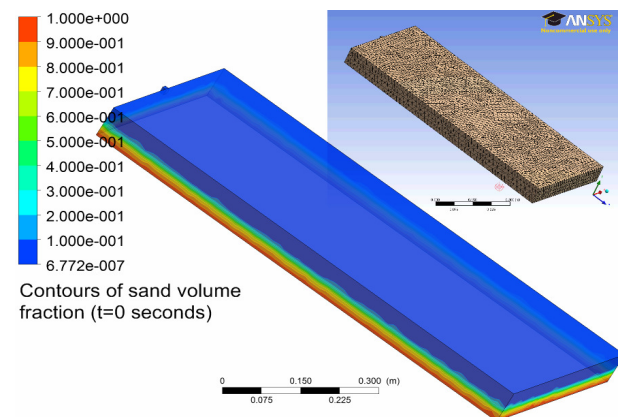 1.000e+000
9.000e-001
8.000e-001
7.000e-001
6.000e-001
5.000e-001
4.000e-001
3.000e-001
2.000e-001
1.000e-001
6.772e-007
Contours of sand volume
fraction (t=0 seconds)
ANSYS
Noncommercial use only
0 0.150 0.300 (m)
0.075 0.225